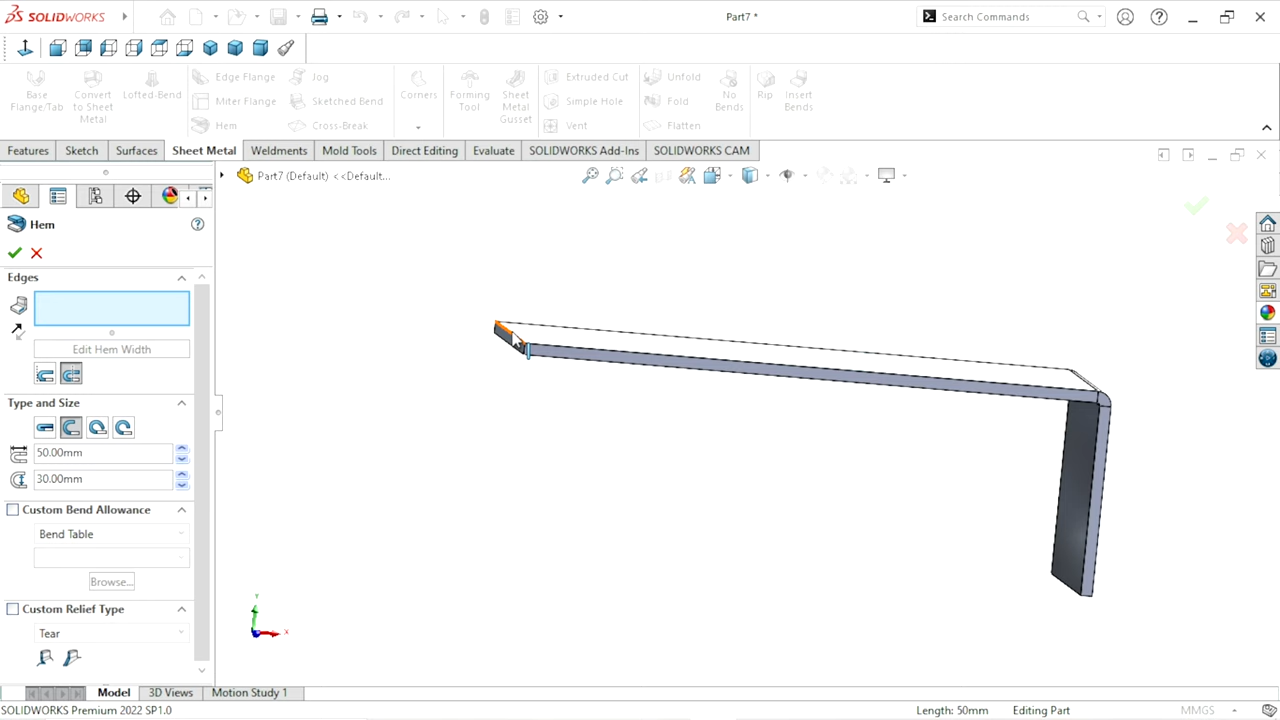 SOLIDWORKS
Part7 *
Search Commands
Base
Flange/Tab
Convert
to Sheet
Metal
Lofted-Bend
Edge Flange
Miter Flange
Hem
Jog
Sketched Bend
Cross-Break
Corners
Forming
Tool
Sheet
Metal
Gusset
Extruded Cut
Simple Hole
Vent
Unfold
Fold
Flatten
No
Bends
Rip
Insert
Bends
Features
Sketch
Surfaces
Sheet Metal
Weldments
Mold Tools
Direct Editing
Evaluate
SOLIDWORKS Add-Ins
SOLIDWORKS CAM
Part7 (Default) <<Default...
Hem
Edges
Edit Hem Width
Type and Size
50.00mm
30.00mm
Custom Bend Allowance
Bend Table
Browse...
Custom Relief Type
Tear
Y
X
Model
3D Views
Motion Study 1
SOLIDWORKS Premium 2022 SP1.0
Length: 50mm
Editing Part
MMGS